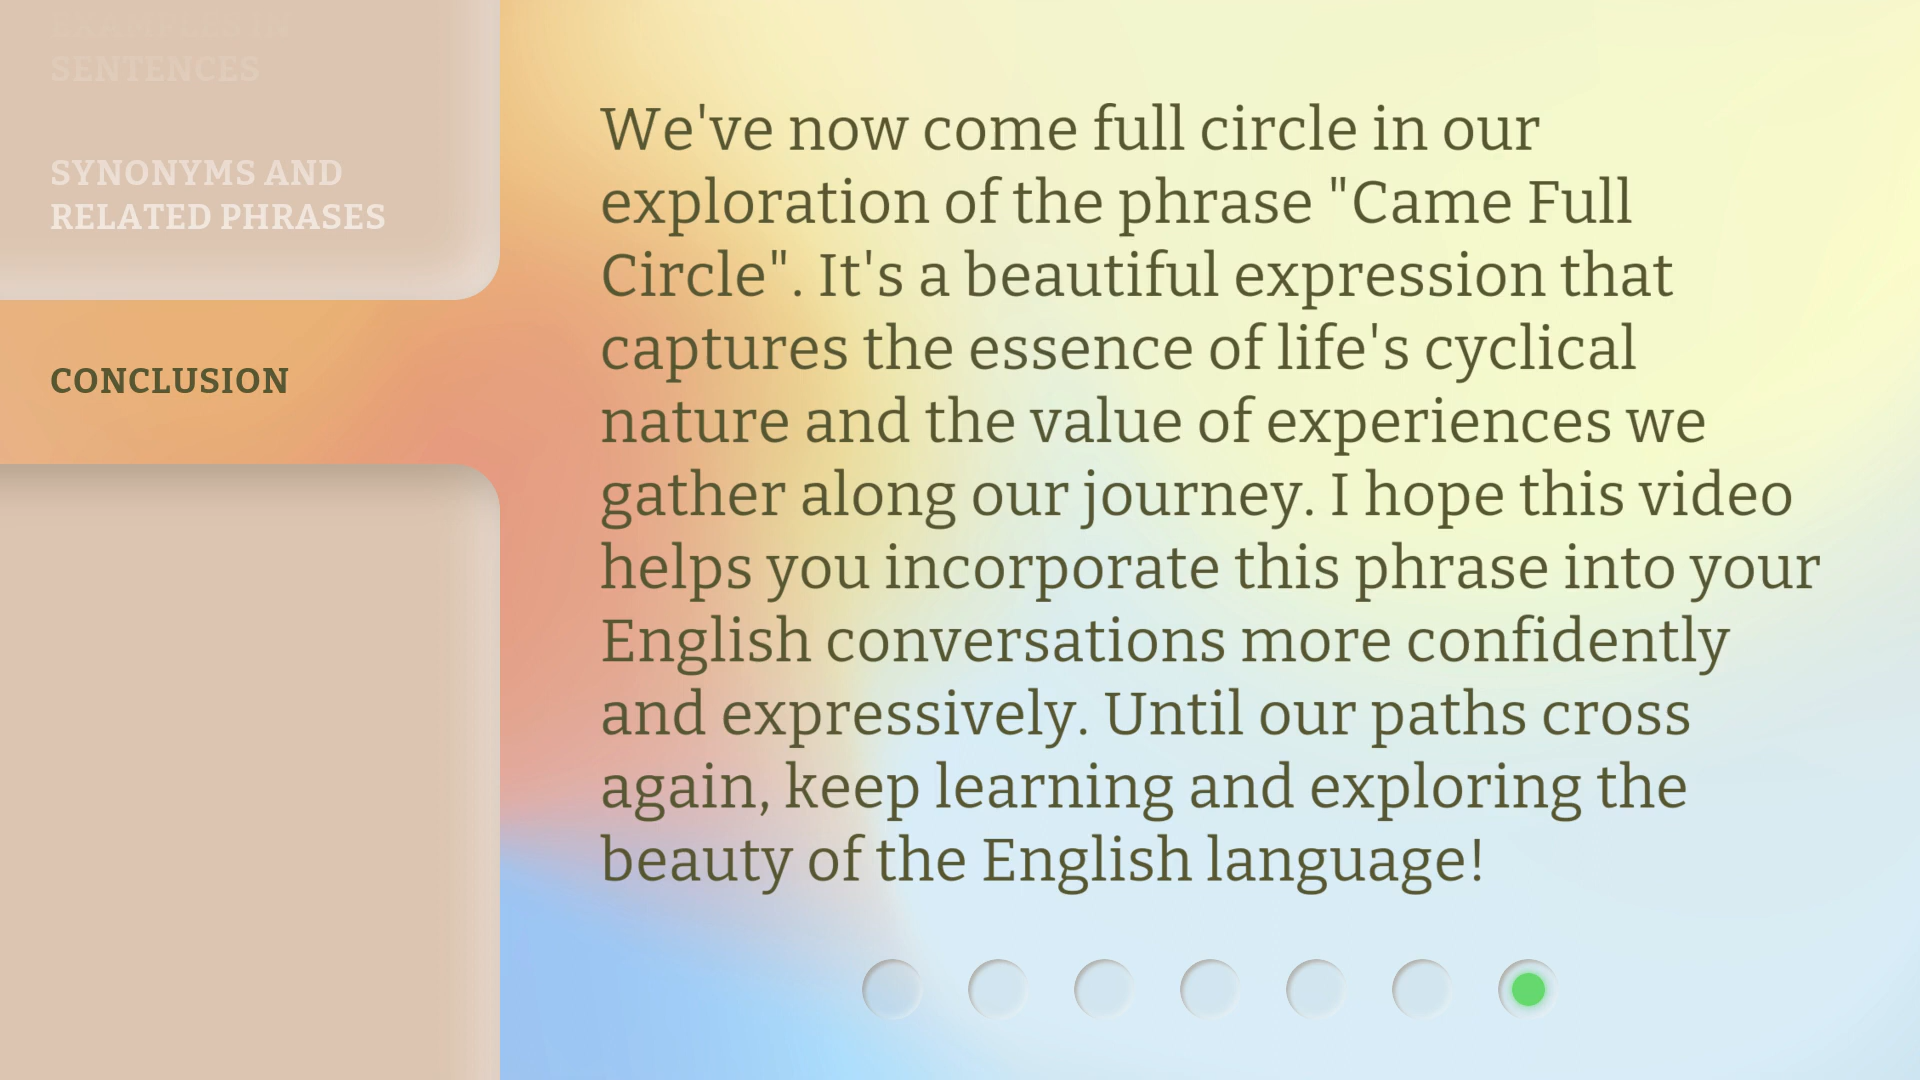 EXAMPLES IN
SENTENCES
SYNONYMS AND
RELATED PHRASES
CONCLUSION
We've now come full circle in our
exploration of the phrase "Came Full
Circle". It's a beautiful expression that
captures the essence of life's cyclical
nature and the value of experiences we
gather along our journey. I hope this video
helps you incorporate this phrase into your
English conversations more confidently
and expressively. Until our paths cross
again, keep learning and exploring the
beauty of the English language!